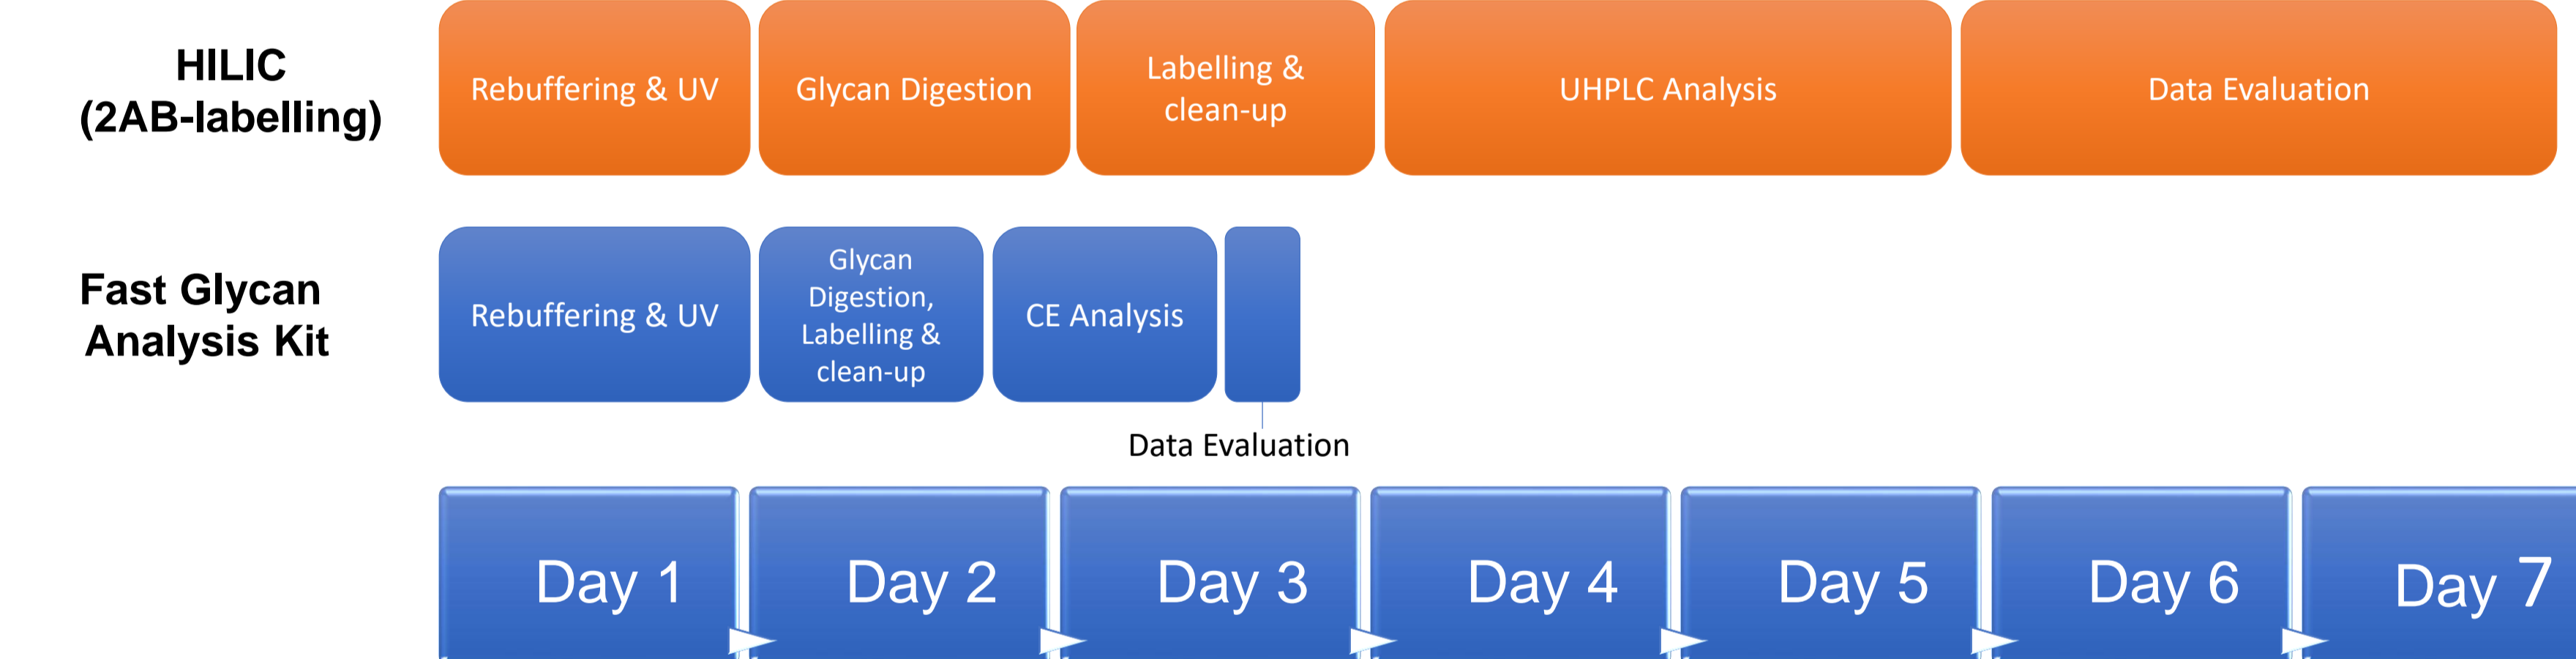 HILIC
(2AB-labelling)
Rebuffering & UV
Glycan Digestion
Labelling &
clean-up
UHPLC Analysis
Data Evaluation
Fast Glycan
Analysis Kit
Rebuffering & UV
Glycan
Digestion,
Labelling &
clean-up
CE Analysis
Data Evaluation
Day 1
Day 2
Day 3
Day 4
Day 5
Day 6
Day 7